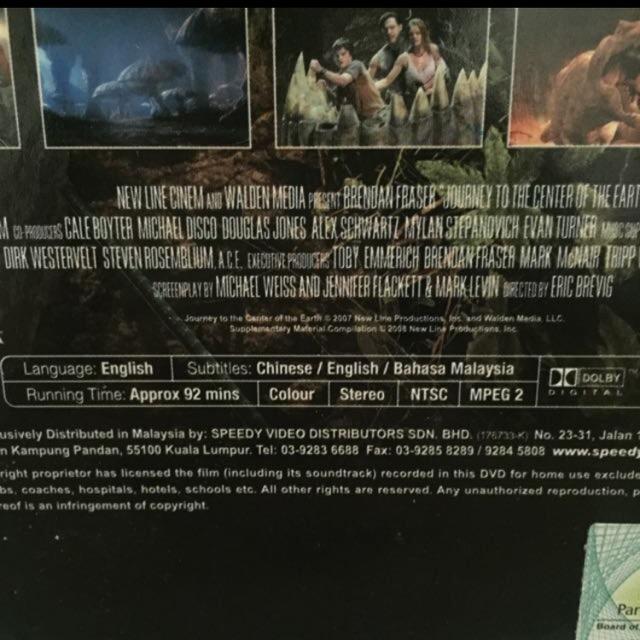 NEW LINE CINEM AND WALDEN MEDIA PRESENT BRENDAN FRASER "JOURNEY TO THE CENTER OF THE EART
M CO-PRODUCERS CALE BOYTER MICHAEL DISCO DOUGLAS JONES ALEX SCHWARTZ MYLAN STEPANOVICH EVAN TURNER MUSIC
DIRK WESTERVELT STEVEN ROSEMBLIUM, A.C.E. EXECUTIVE PRODUCERS TOBY EMMERICH BRENDAN FRASER MARK McNAIR TRIPP
SCREENPLAY BY MICHAEL WEISS AND JENNIFER FLACKETT & MARK LEVIN DIRECTED BY ERIC BREVIG
Journey to the Center of the Earth © 2007 New Line Productions, Inc. and Walden Media, LLC.
Supplementary Material Compilation © 2008 New Line Productions, Inc.
Language: English Subtitles: Chinese / English / Bahasa Malaysia
Running Time: Approx 92 mins Colour Stereo NTSC MPEG 2
DOLBY
DIGITAL
usively Distributed in Malaysia by: SPEEDY VIDEO DISTRIBUTORS SDN. BHD. (176733-K) No. 23-31, Jalan 1
n Kampung Pandan, 55100 Kuala Lumpur. Tel: 03-9283 6688 Fax: 03-9285 8289 / 9284 5808 www.speedy
right proprietor has licensed the film (including its soundtrack) recorded in this DVD for home use exclude
bs, coaches, hospitals, hotels, schools etc. All other rights are reserved. Any unauthorized reproduction, p
reof is an infringement of copyright.
Par
Board of